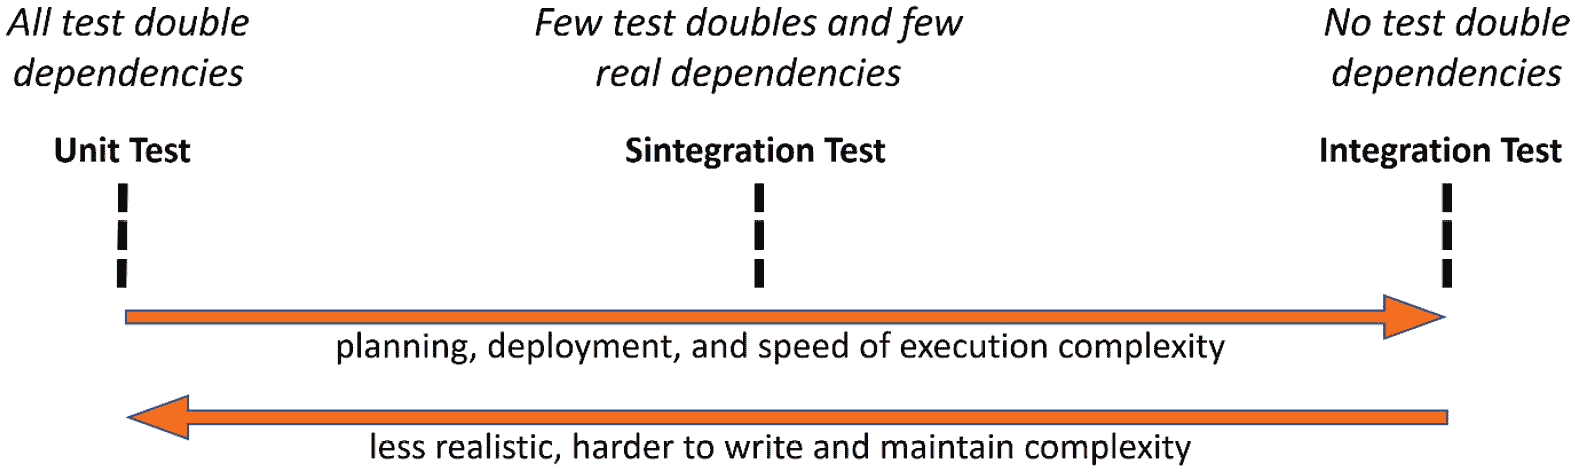 All test double
dependencies
Few test doubles and few
real dependencies
No test double
dependencies
Unit Test
Sintegration Test
Integration Test
planning, deployment, and speed of execution complexity
less realistic, harder to write and maintain complexity